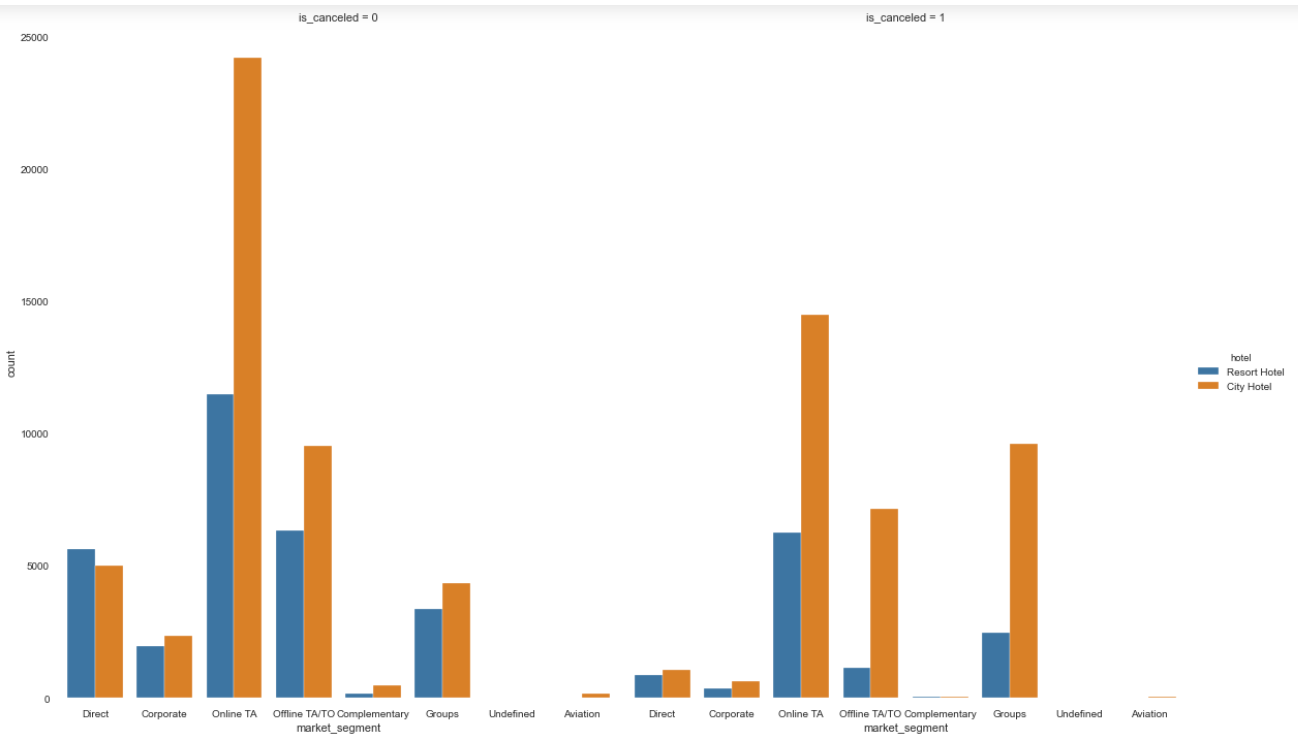 is_canceled = 0
is_canceled = 1
25000
20000
15000
10000
5000
0
count
Direct Corporate Online TA Offline TA/TO Complementary Groups Undefined Aviation
market_segment
Direct Corporate Online TA Offline TA/TO Complementary Groups Undefined Aviation
market_segment
hotel
Resort Hotel
City Hotel